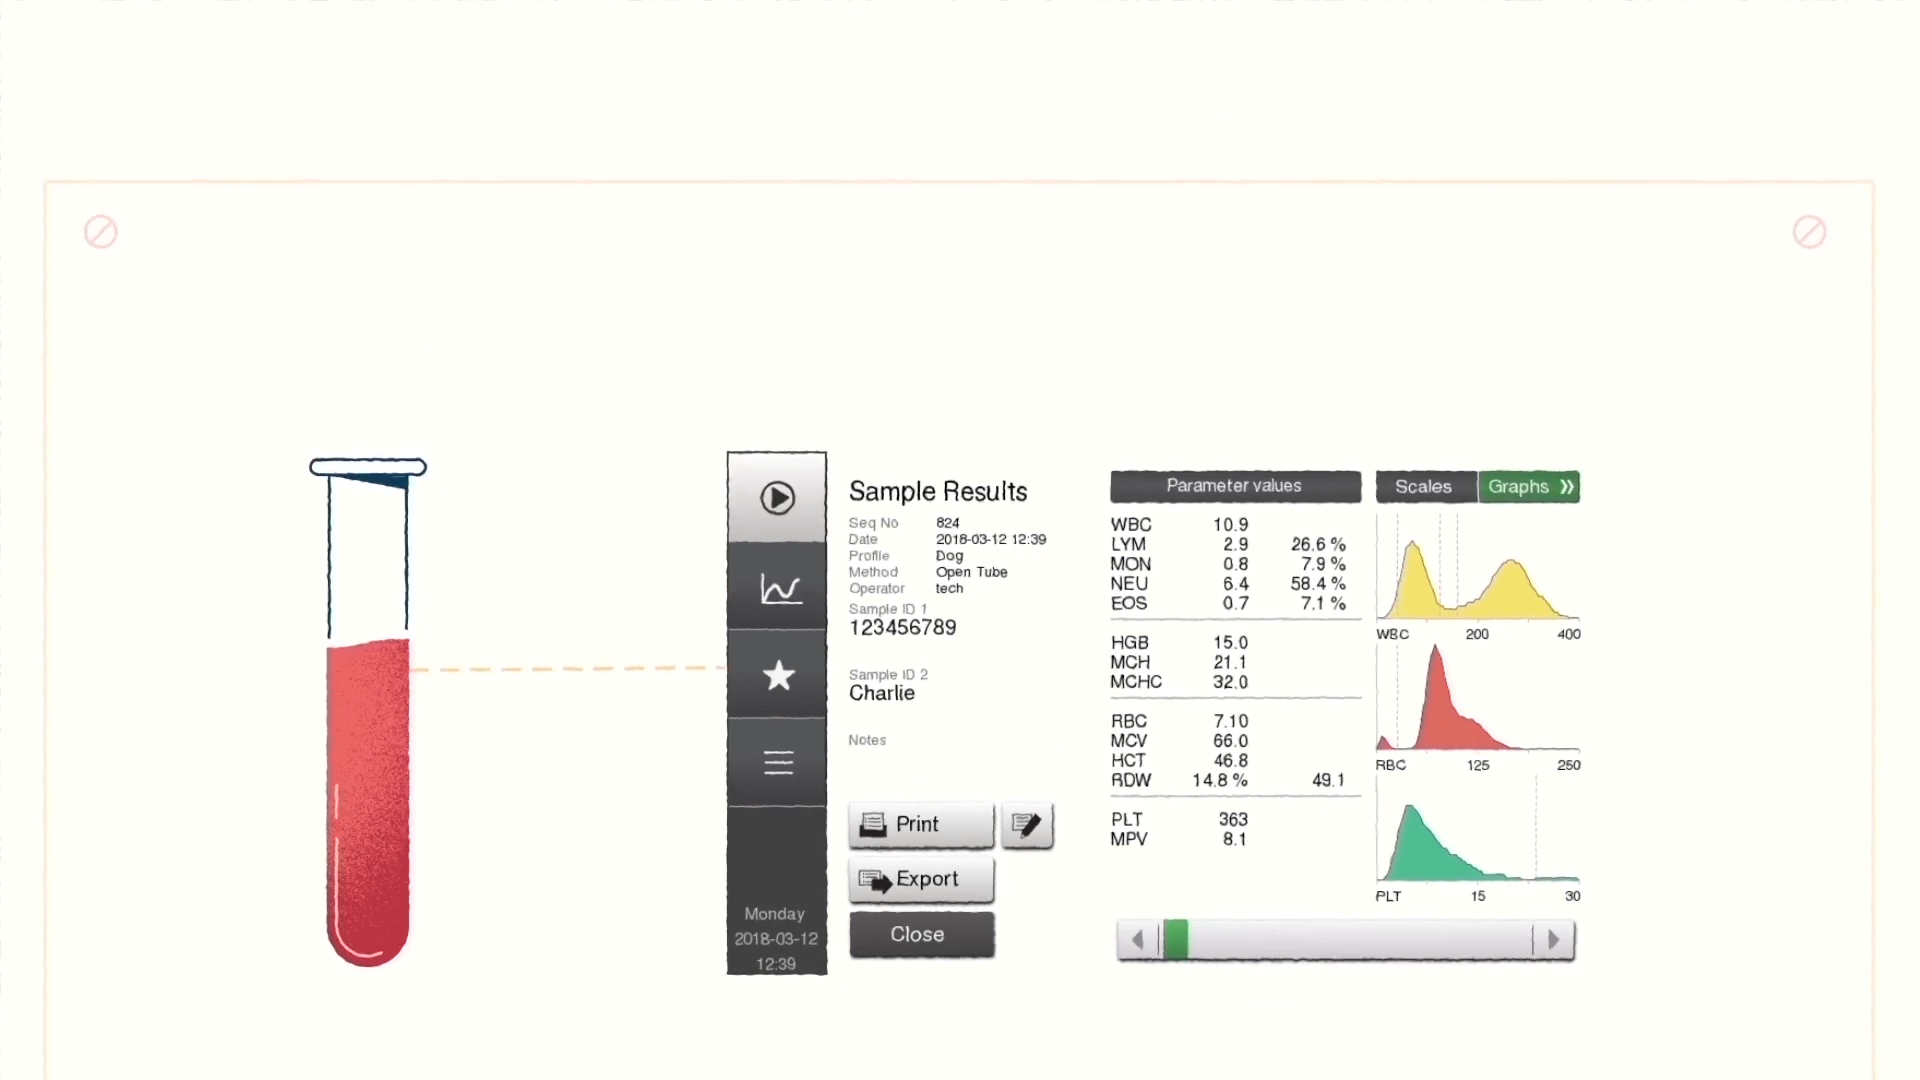 Sample Results
Seq No 824
Date 2018-03-12 12:39
Profile Dog
Method Open Tube
Operator tech
Sample ID 1
123456789
Sample ID 2
Charlie
Notes
Print
Export
Close
Monday
2018-03-12
12:39
Parameter values
WBC 10.9
LYM 2.9 26.6 %
MON 0.8 7.9 %
NEU 6.4 58.4 %
EOS 0.7 7.1 %
HGB 15.0
MCH 21.1
MCHC 32.0
RBC 7.10
MCV 66.0
HCT 46.8
RDW 14.8 % 49.1
PLT 363
MPV 8.1
Scales Graphs
WBC 200 400
RBC 125 250
PLT 15 30